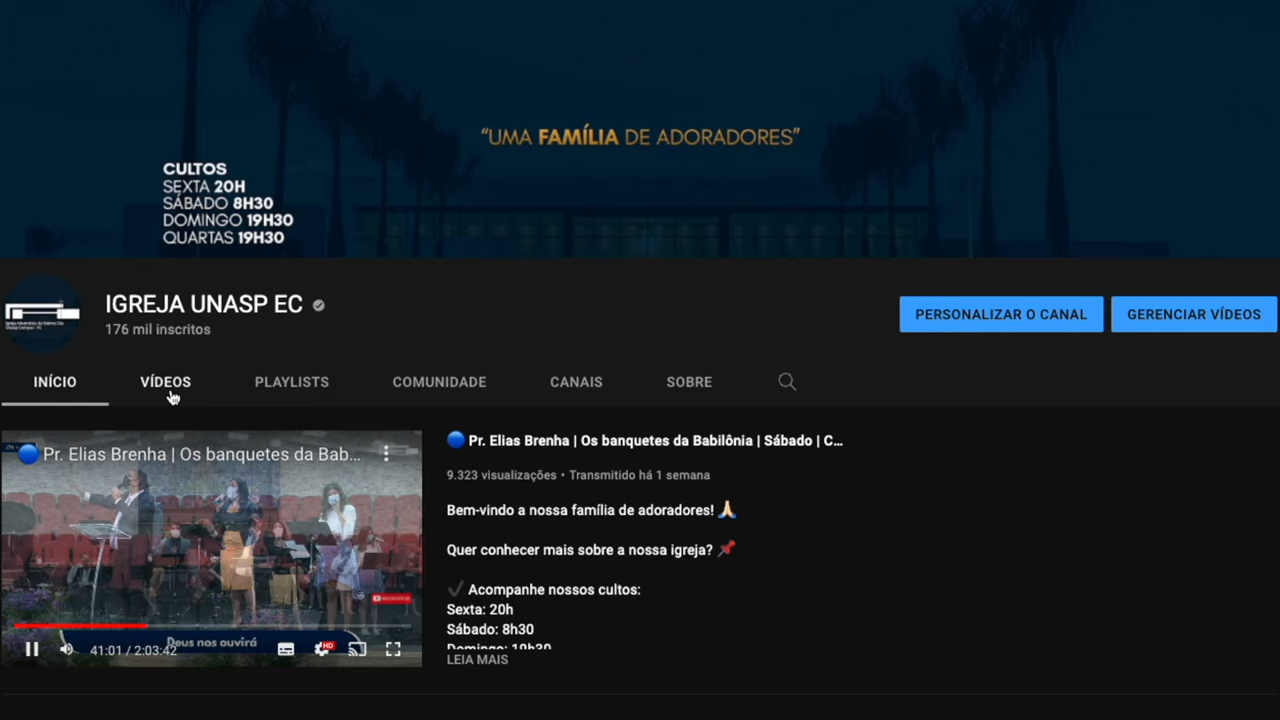 “UMA FAMÍLIA DE ADORADORES”
CULTOS
SEXTA 20H
SÁBADO 8H30
DOMINGO 19H30
QUARTAS 19H30
IGREJA UNASP EC
176 mil inscritos
PERSONALIZAR O CANAL
GERENCIAR VÍDEOS
INÍCIO
VÍDEOS
PLAYLISTS
COMUNIDADE
CANAIS
SOBRE
Pr. Elias Brenha | Os banquetes da Bab...
Deus nos ouvirá
41:01 / 2:03:42
HD
Pr. Elias Brenha | Os banquetes da Babilônia | Sábado | C...
9.323 visualizações • Transmitido há 1 semana
Bem-vindo a nossa família de adoradores! 🙏🏻
Quer conhecer mais sobre a nossa igreja? 📌
✔ Acompanhe nossos cultos:
Sexta: 20h
Sábado: 8h30
Domingo: 19h30
LEIA MAIS